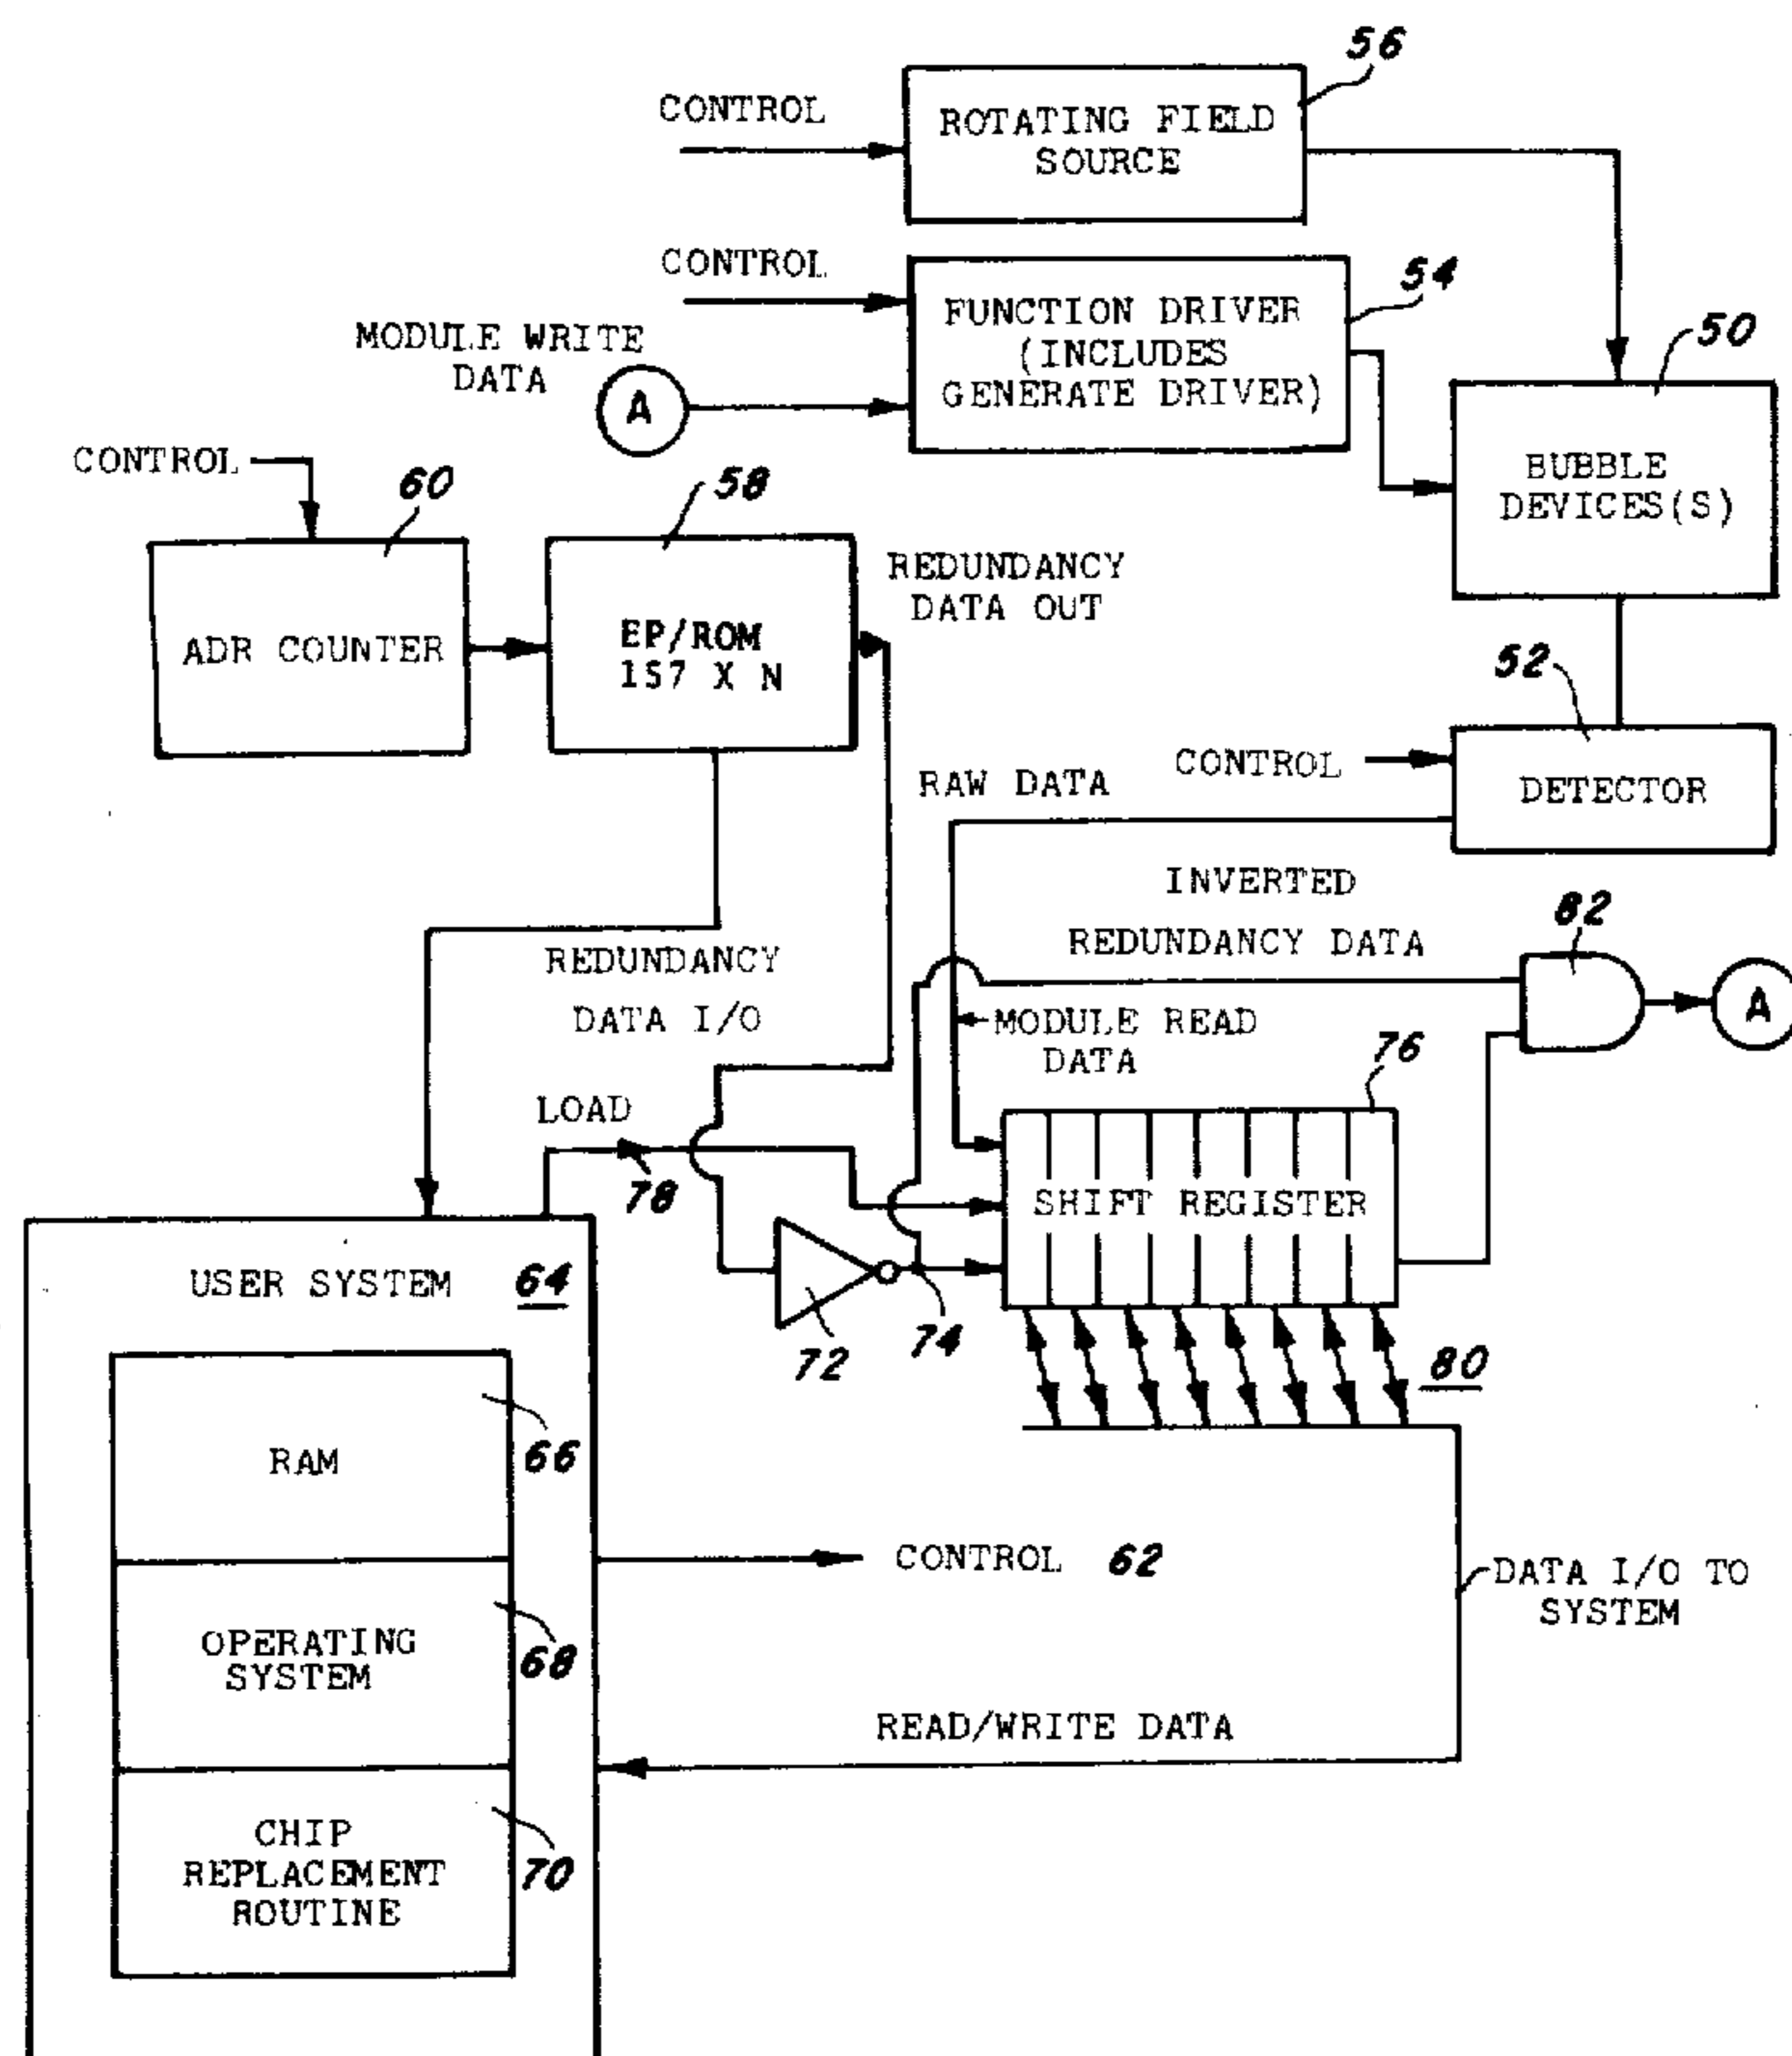 56
CONTROL
ROTATING FIELD
SOURCE
CONTROL
54
FUNCTION DRIVER
(INCLUDES
GENERATE DRIVER)
MODULE WRITE
DATA
A
50
BUBBLE
DEVICES(S)
CONTROL
60
58
ADR COUNTER
EP/ROM
157 X N
REDUNDANCY
DATA OUT
52
CONTROL
DETECTOR
RAW DATA
INVERTED
REDUNDANCY DATA
82
A
REDUNDANCY
DATA I/O
MODULE READ
DATA
76
LOAD
78
SHIFT REGISTER
72
74
80
USER SYSTEM 64
RAM
66
CONTROL 62
OPERATING
SYSTEM
68
DATA I/O TO
SYSTEM
READ/WRITE DATA
CHIP
REPLACEMENT
ROUTINE
70